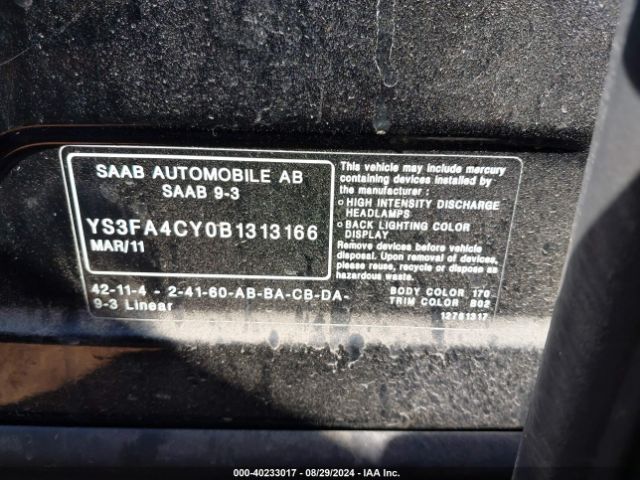 SAAB AUTOMOBILE AB
SAAB 9-3
YS3FA4CY0B1313166
MAR/11
42-11-4 - 2-41-60-AB-BA-CB-DA-
9-3 Linear
This vehicle may include mercury
containing devices installed by
the manufacturer :
o HIGH INTENSITY DISCHARGE
HEADLAMPS
o BACK LIGHTING COLOR
DISPLAY
Remove devices before vehicle
disposal. Upon removal of devices,
please reuse, recycle or dispose as
hazardous waste.
BODY COLOR 170
TRIM COLOR B02
12781317
000-40233017 - 08/29/2024 - IAA Inc.